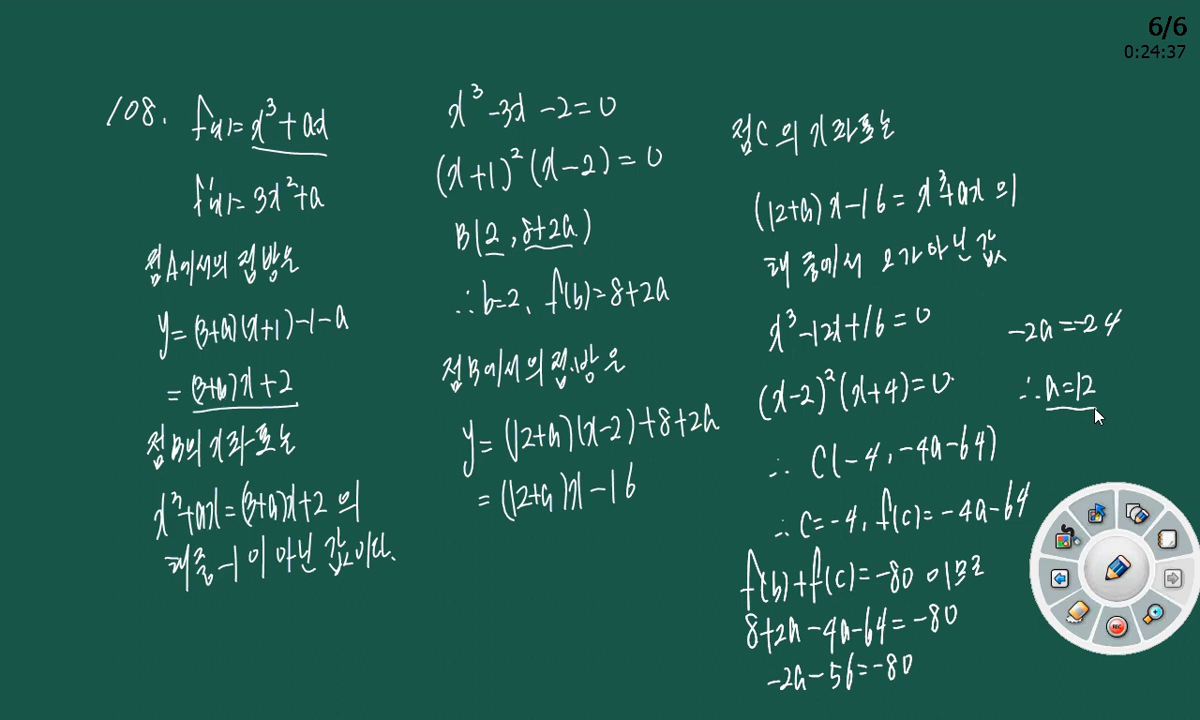 6/6
0:24:37
108. f(x)=x³+ax
f'(x)=3x²+a
점A에서의 접방은
y=(3+a)(x+1)-1-a
=(3+a)x+2
점B의 x좌표는
x³+ax=(3+a)x+2 의
해중 -1이 아닌 값이다.
x³-3x-2=0
(x+1)²(x-2)=0
B(2, 8+2a)
∴b=2, f(b)=8+2a
점B에서의 접방은
y=(12+a)(x-2)+8+2a
=(12+a)x-16
점C의 x좌표는
(12+a)x-16=x³+ax 의
해 중에서 2가 아닌 값
x³-12x+16=0
(x-2)²(x+4)=0
∴ C(-4, -4a-64)
∴c=-4, f(c)=-4a-64
f(b)+f(c)=-80 이므로
8+2a-4a-64=-80
-2a-56=-80
-2a=-24
∴a=12
REC